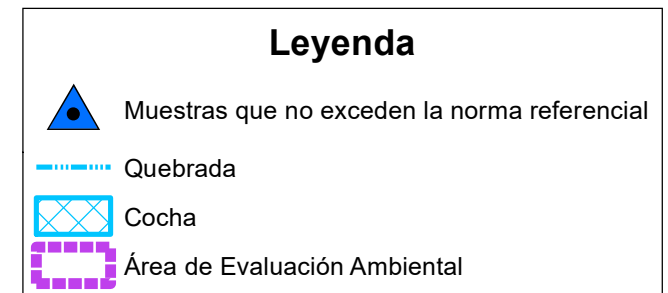 Leyenda
Muestras que no exceden la norma referencial
Quebrada
Cocha
Área de Evaluación Ambiental